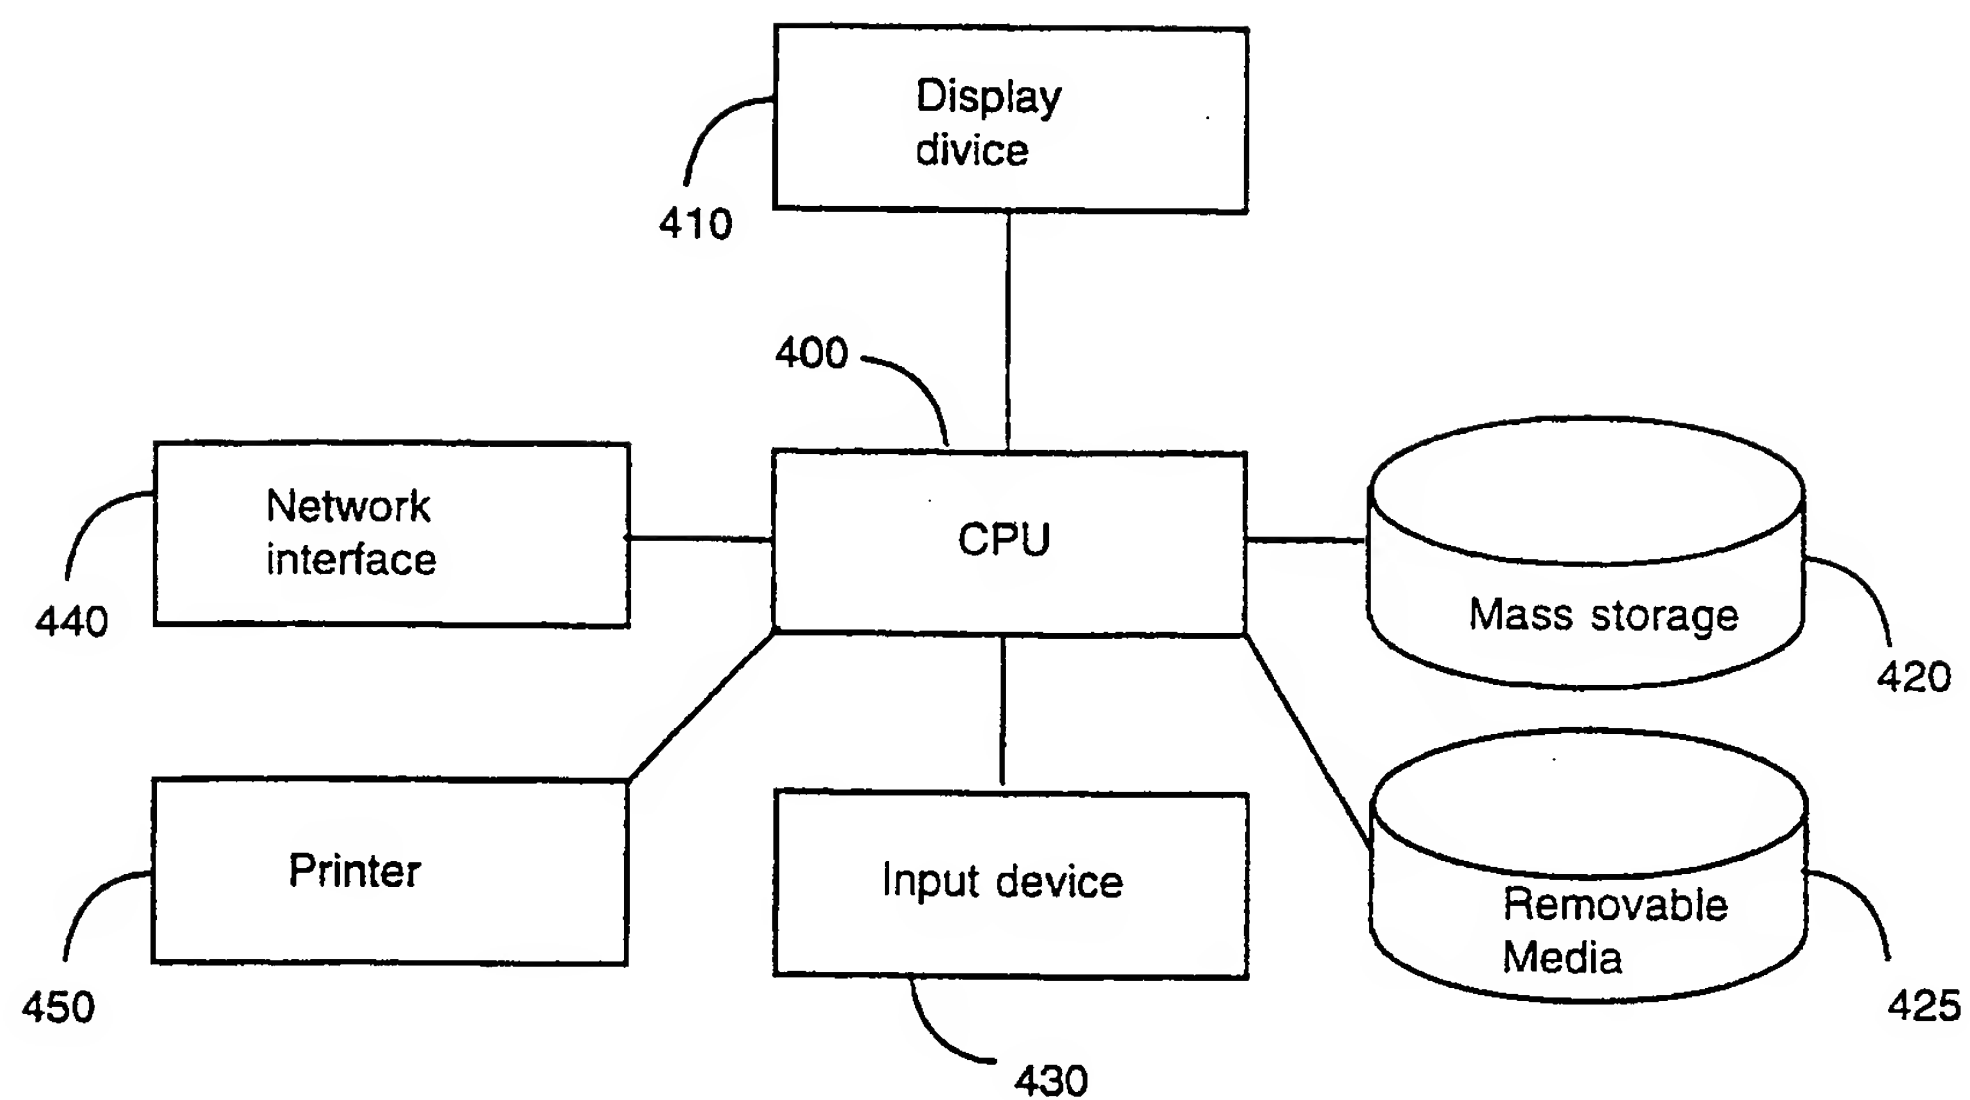 Display
divice
410
400
Network
interface
440
CPU
Mass storage
420
Printer
450
Input device
430
Removable
Media
425